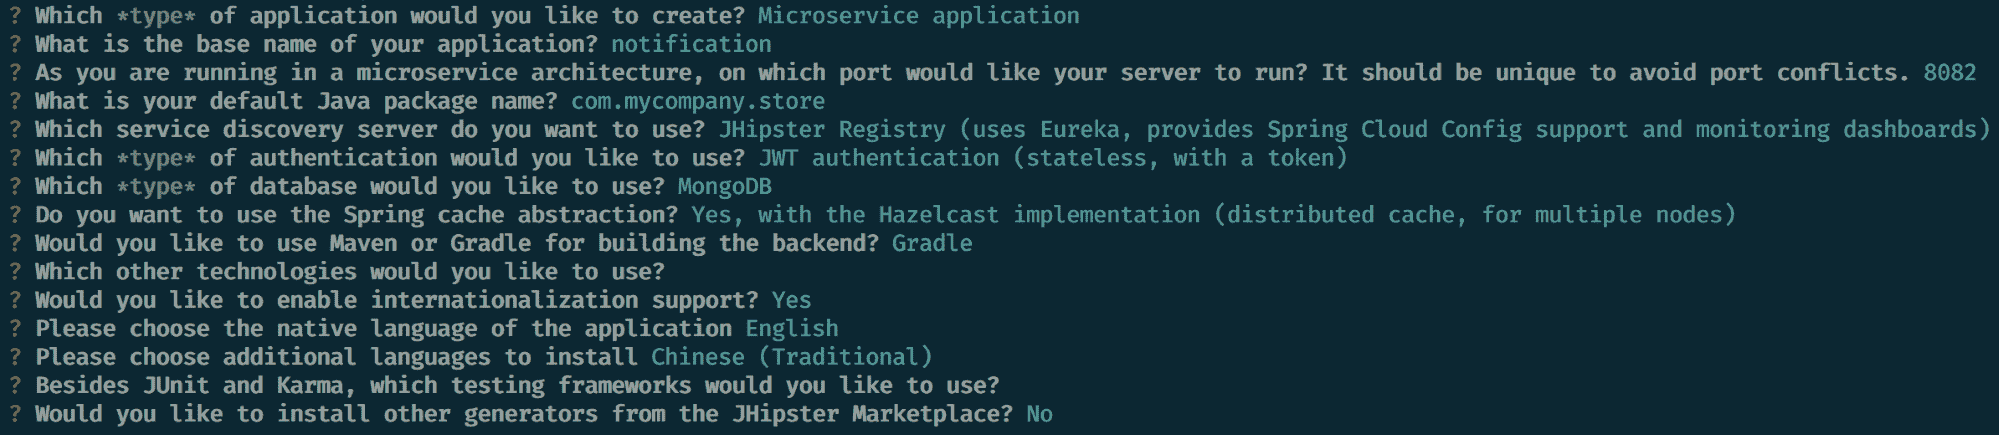 ? Which *type* of application would you like to create? Microservice application
? What is the base name of your application? notification
? As you are running in a microservice architecture, on which port would like your server to run? It should be unique to avoid port conflicts. 8082
? What is your default Java package name? com.mycompany.store
? Which service discovery server do you want to use? JHipster Registry (uses Eureka, provides Spring Cloud Config support and monitoring dashboards)
? Which *type* of authentication would you like to use? JWT authentication (stateless, with a token)
? Which *type* of database would you like to use? MongoDB
? Do you want to use the Spring cache abstraction? Yes, with the Hazelcast implementation (distributed cache, for multiple nodes)
? Would you like to use Maven or Gradle for building the backend? Gradle
? Which other technologies would you like to use?
? Would you like to enable internationalization support? Yes
? Please choose the native language of the application English
? Please choose additional languages to install Chinese (Traditional)
? Besides JUnit and Karma, which testing frameworks would you like to use?
? Would you like to install other generators from the JHipster Marketplace? No